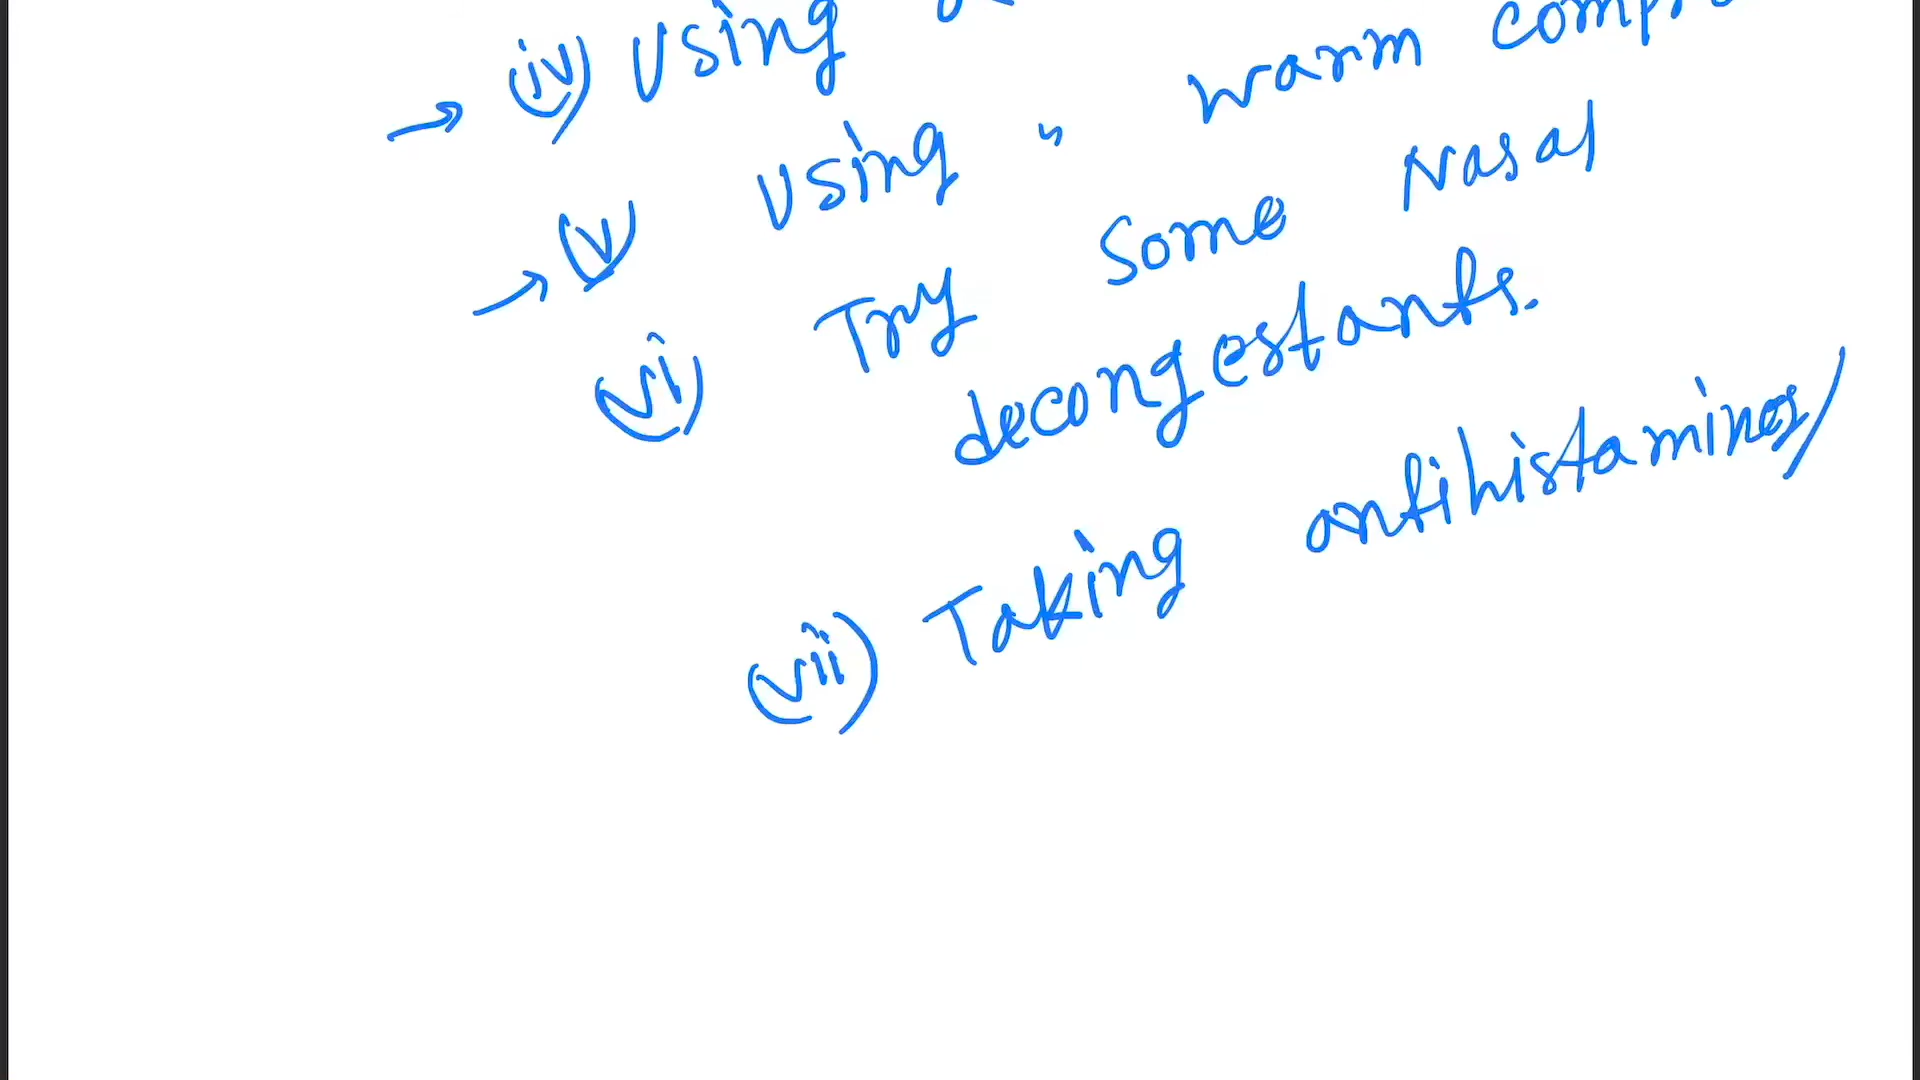 → (iv) Using
→ (v) Using " warm
(vi) Try Some Nasal
decongestants.
(vii) Taking antihistamines/